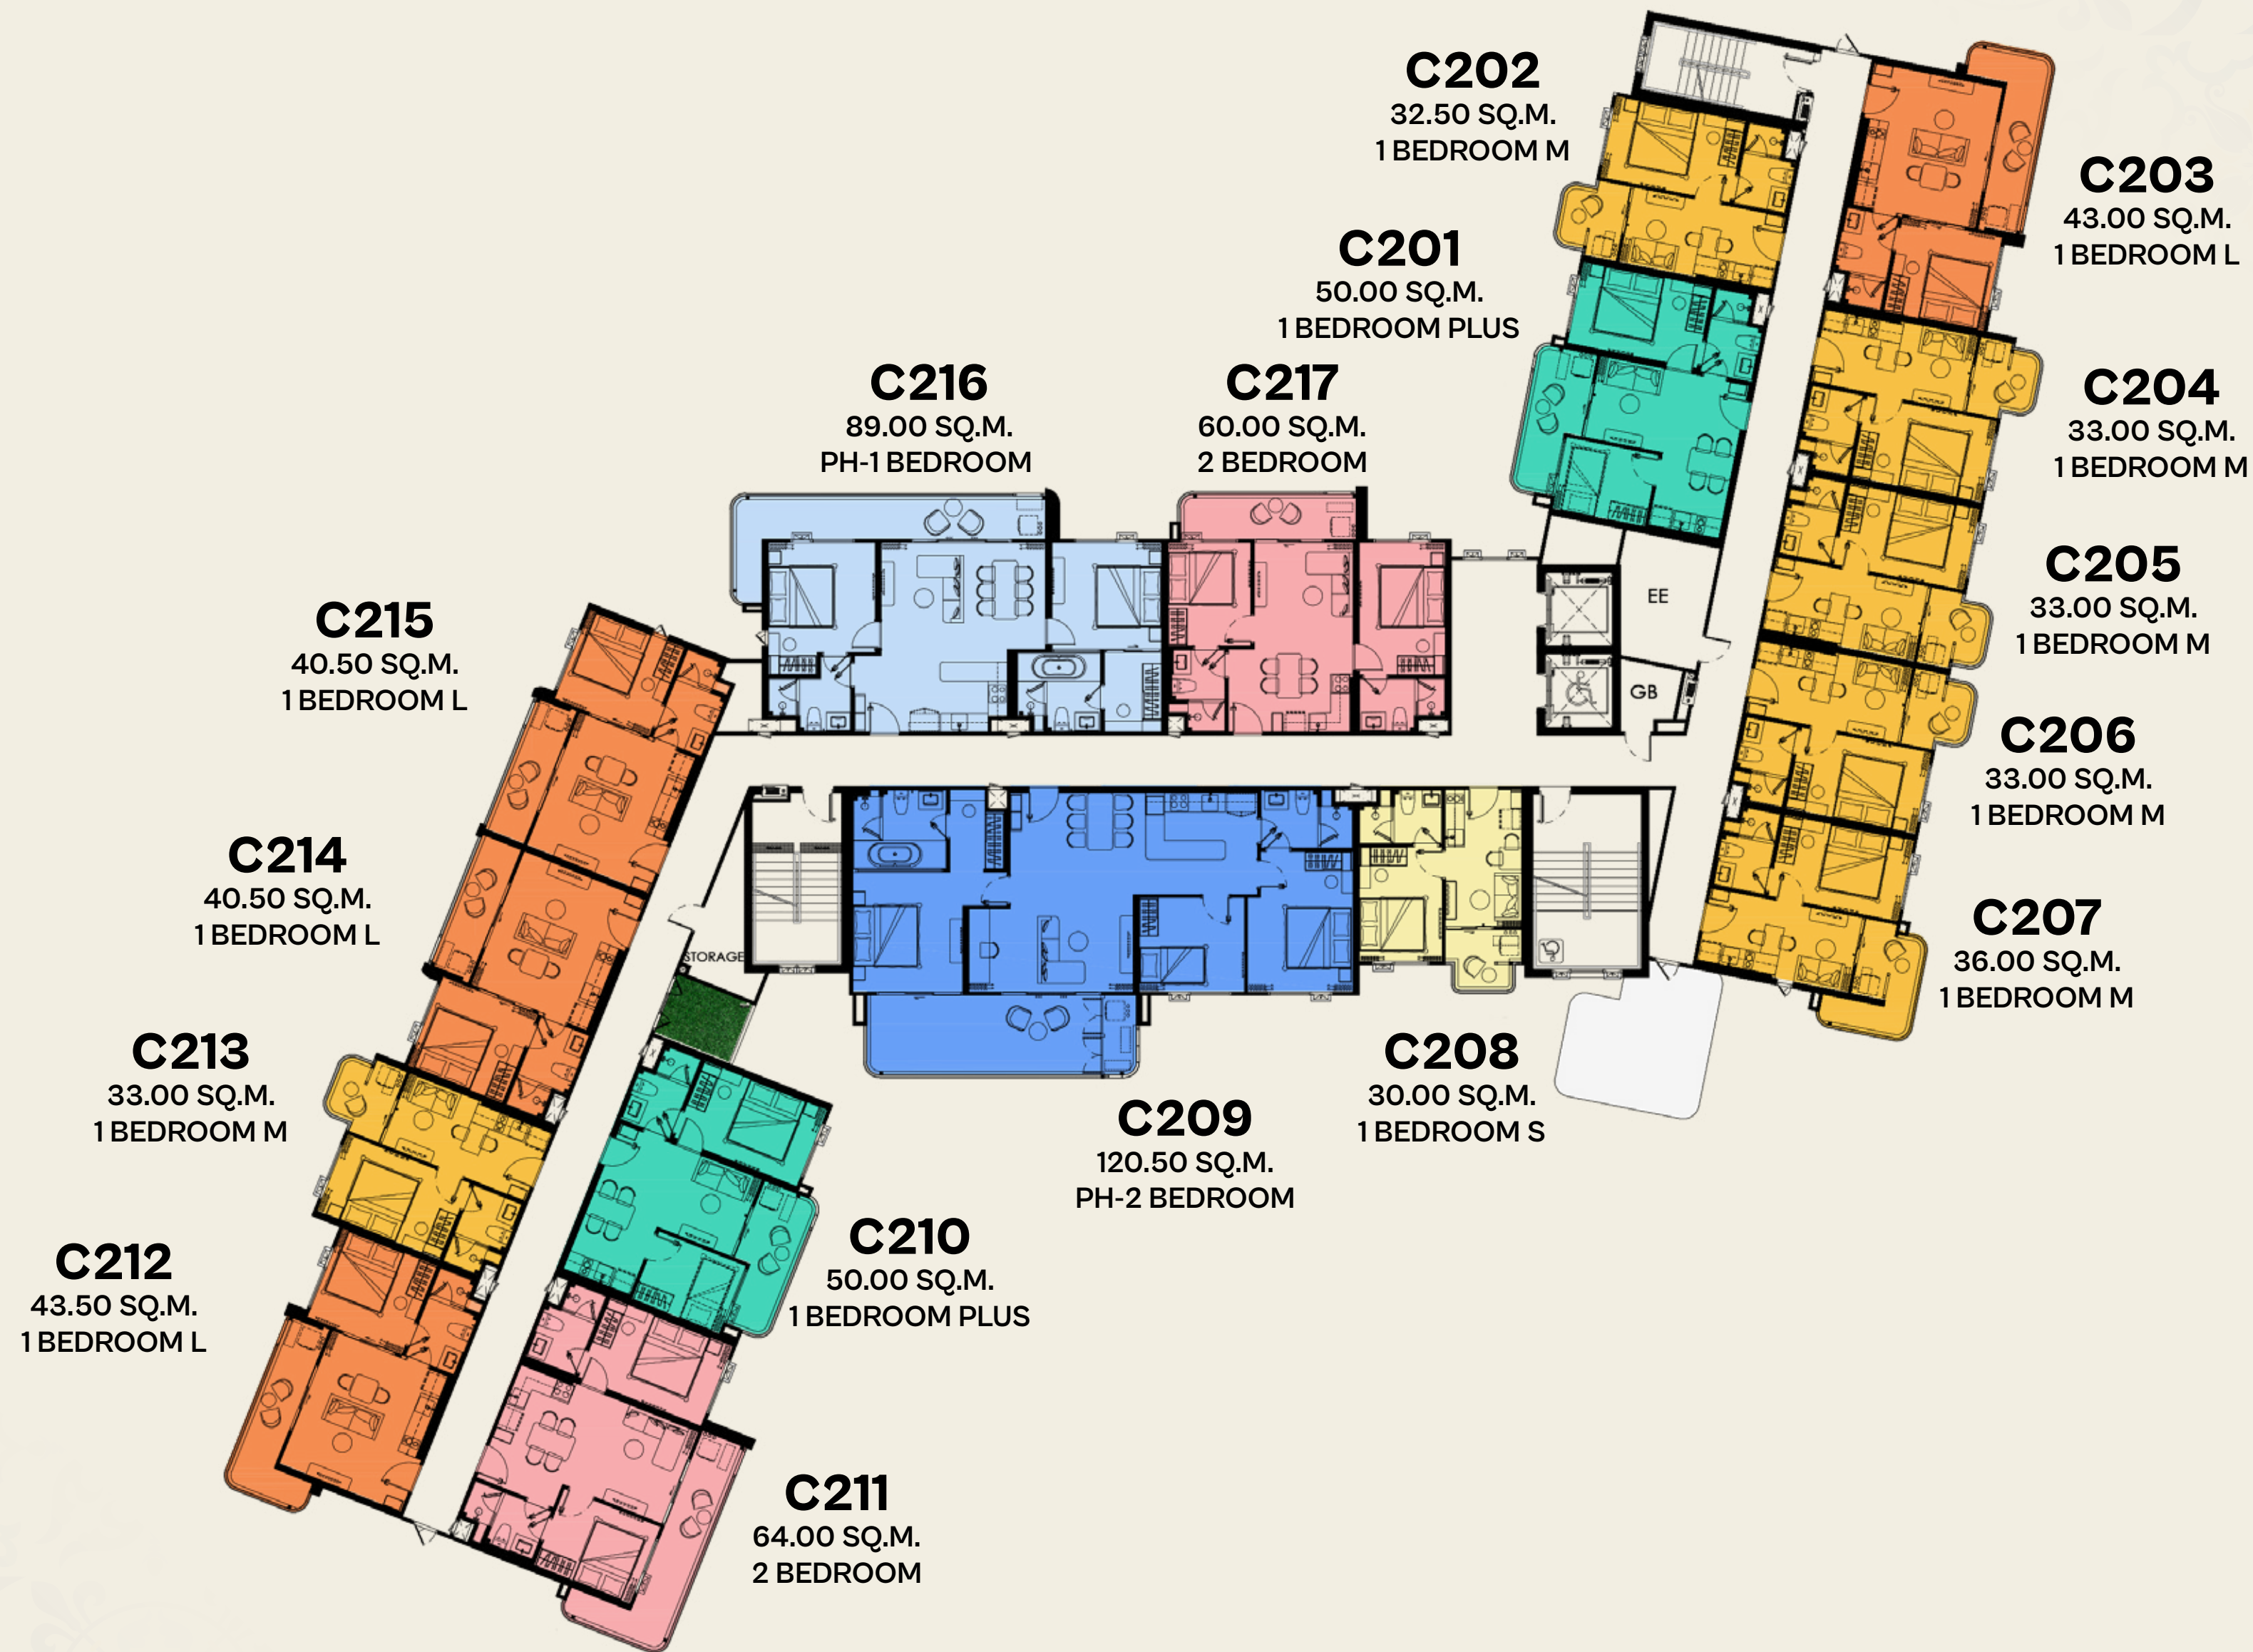 C202
32.50 SQ.M.
1 BEDROOM M
C203
43.00 SQ.M.
1 BEDROOM L
C201
50.00 SQ.M.
1 BEDROOM PLUS
C216
89.00 SQ.M.
PH-1 BEDROOM
C217
60.00 SQ.M.
2 BEDROOM
C204
33.00 SQ.M.
1 BEDROOM M
C205
33.00 SQ.M.
1 BEDROOM M
EE
GB
C215
40.50 SQ.M.
1 BEDROOM L
C206
33.00 SQ.M.
1 BEDROOM M
C214
40.50 SQ.M.
1 BEDROOM L
C207
36.00 SQ.M.
1 BEDROOM M
STORAGE
C213
33.00 SQ.M.
1 BEDROOM M
C208
30.00 SQ.M.
1 BEDROOM S
C209
120.50 SQ.M.
PH-2 BEDROOM
C212
43.50 SQ.M.
1 BEDROOM L
C210
50.00 SQ.M.
1 BEDROOM PLUS
C211
64.00 SQ.M.
2 BEDROOM